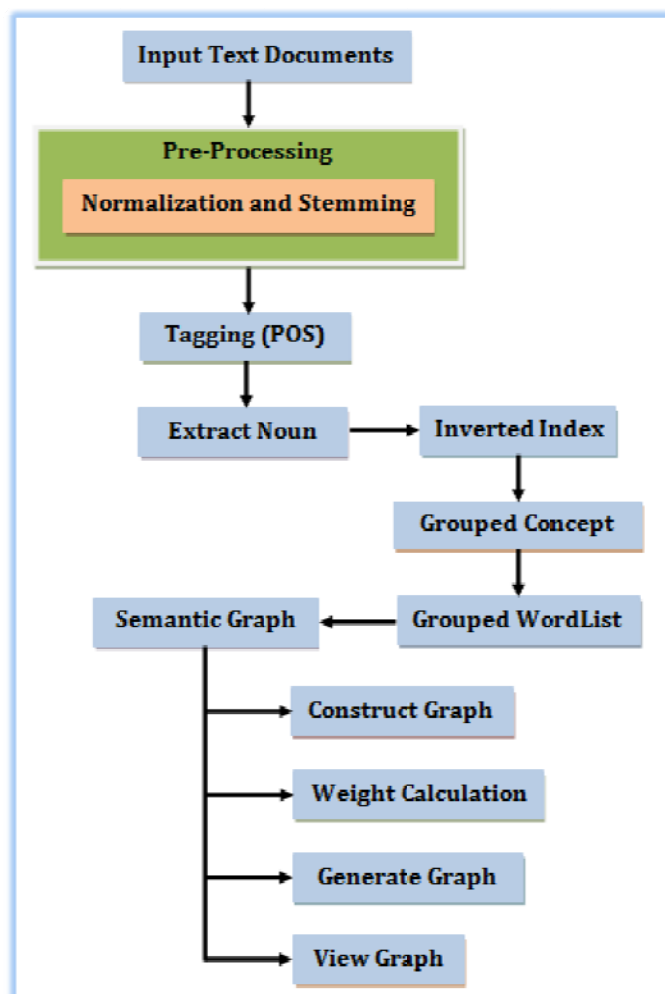 Input Text Documents
Pre-Processing
Normalization and Stemming
Tagging (POS)
Extract Noun
Inverted Index
Grouped Concept
Grouped WordList
Semantic Graph
Construct Graph
Weight Calculation
Generate Graph
View Graph